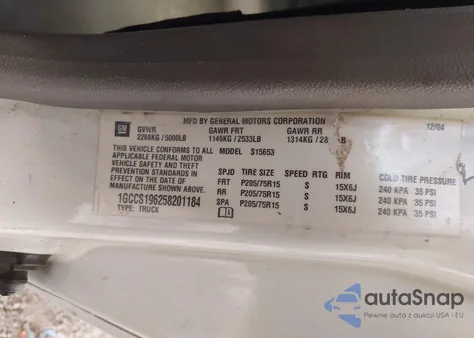 MFD BY GENERAL MOTORS CORPORATION 12/04
GM GVWR GAWR FRT GAWR RR
2268KG / 5000LB 1149KG / 2533LB 1314KG / 28 LB
THIS VEHICLE CONFORMS TO ALL MODEL S15653
APPLICABLE FEDERAL MOTOR
VEHICLE SAFETY AND THEFT
PREVENTION STANDARDS IN
EFFECT ON THE DATE OF
MANUFACTURE SHOWN ABOVE.
1GCCS196258201184
TYPE: TRUCK
SPJD TIRE SIZE SPEED RTG RIM COLD TIRE PRESSURE
FRT P205/75R15 S 15X6J 240 KPA 35 PSI
RR P205/75R15 S 15X6J 240 KPA 35 PSI
SPA P205/75R15 S 15X6J 240 KPA 35 PSI
autoSnap
Pewne auta z aukcji USA i EU